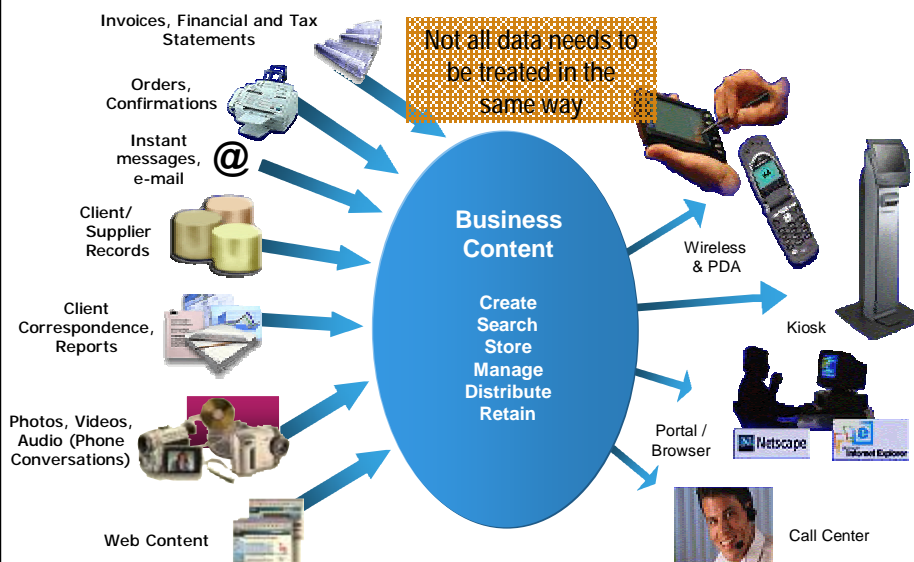 Invoices, Financial and Tax
Statements
Not all data needs to
be treated in the
same way
Orders,
Confirmations
Instant
messages,
e-mail
@
Client/
Supplier
Records
Client
Correspondence,
Reports
Photos, Videos,
Audio (Phone
Conversations)
Web Content
Business
Content
Create
Search
Store
Manage
Distribute
Retain
Wireless
& PDA
Kiosk
Portal /
Browser
Netscape
Internet Explorer
Call Center